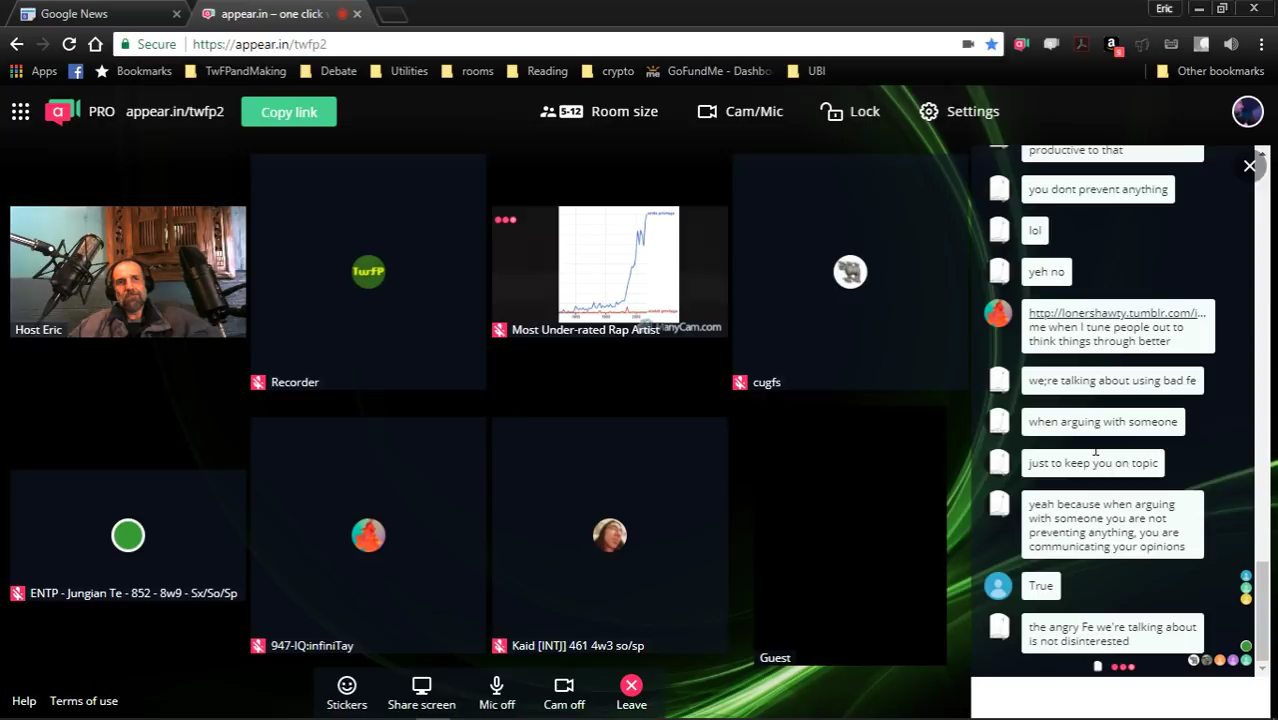 Google News
appear.in – one click
Eric
Secure
https://appear.in/twfp2
9
Apps
Bookmarks
TwFPandMaking
Debate
Utilities
rooms
Reading
crypto
GoFundMe - Dashbo
UBI
Other bookmarks
PRO
appear.in/twfp2
Copy link
5-12
Room size
Cam/Mic
Lock
Settings
productive to that
you dont prevent anything
lol
yeh no
http://lonershawty.tumblr.com/i...
me when I tune people out to
think things through better
we;re talking about using bad fe
when arguing with someone
just to keep you on topic
yeah because when arguing
with someone you are not
preventing anything, you are
communicating your opinions
True
the angry Fe we're talking about
is not disinterested
Host Eric
TwfP
Recorder
Most Under-rated Rap Artist
ManyCam.com
cugfs
ENTP - Jungian Te - 852 - 8w9 - Sx/So/Sp
947-IQ:infiniTay
Kaid [INTJ] 461 4w3 so/sp
Guest
Help
Terms of use
Stickers
Share screen
Mic off
Cam off
Leave